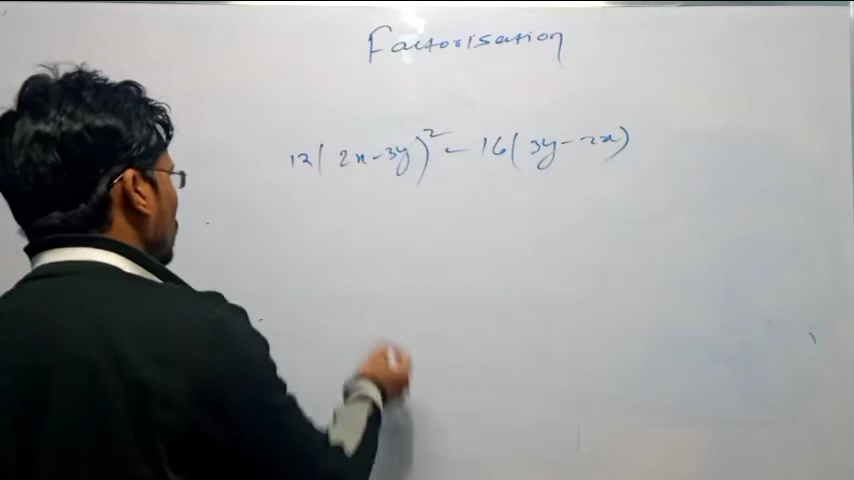 Factorisation
12(2x-3y)² - 16(3y-2x)